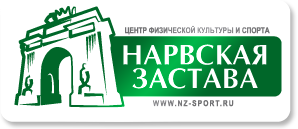 ЦЕНТР ФИЗИЧЕСКОЙ КУЛЬТУРЫ И СПОРТА
НАРВСКАЯ
ЗАСТАВА
WWW.NZ-SPORT.RU